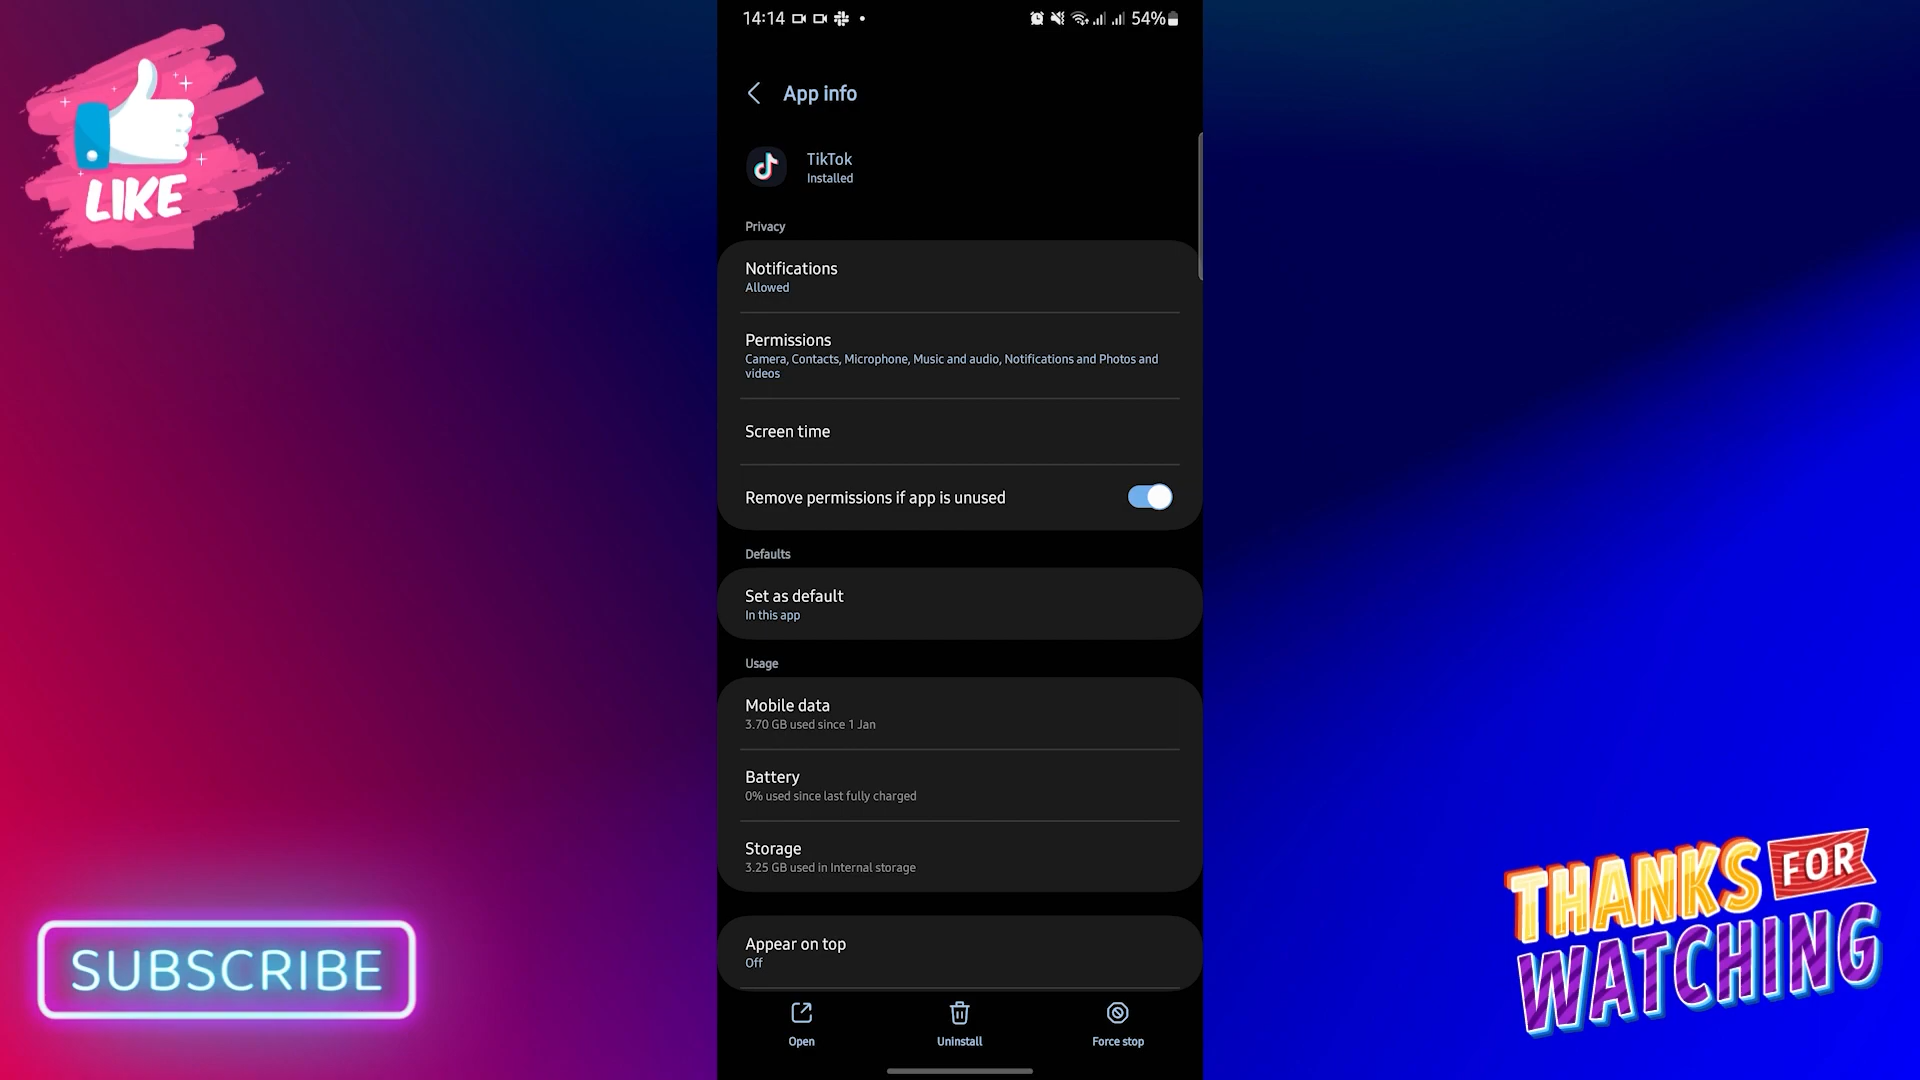 14:14
54%
App info
TikTok
Installed
Privacy
Notifications
Allowed
Permissions
Camera, Contacts, Microphone, Music and audio, Notifications and Photos and
videos
Screen time
Remove permissions if app is unused
Defaults
Set as default
In this app
Usage
Mobile data
3.70 GB used since 1 Jan
Battery
0% used since last fully charged
Storage
3.25 GB used in Internal storage
Appear on top
Off
Open
Uninstall
Force stop
LIKE
SUBSCRIBE
THANKS FOR
WATCHING